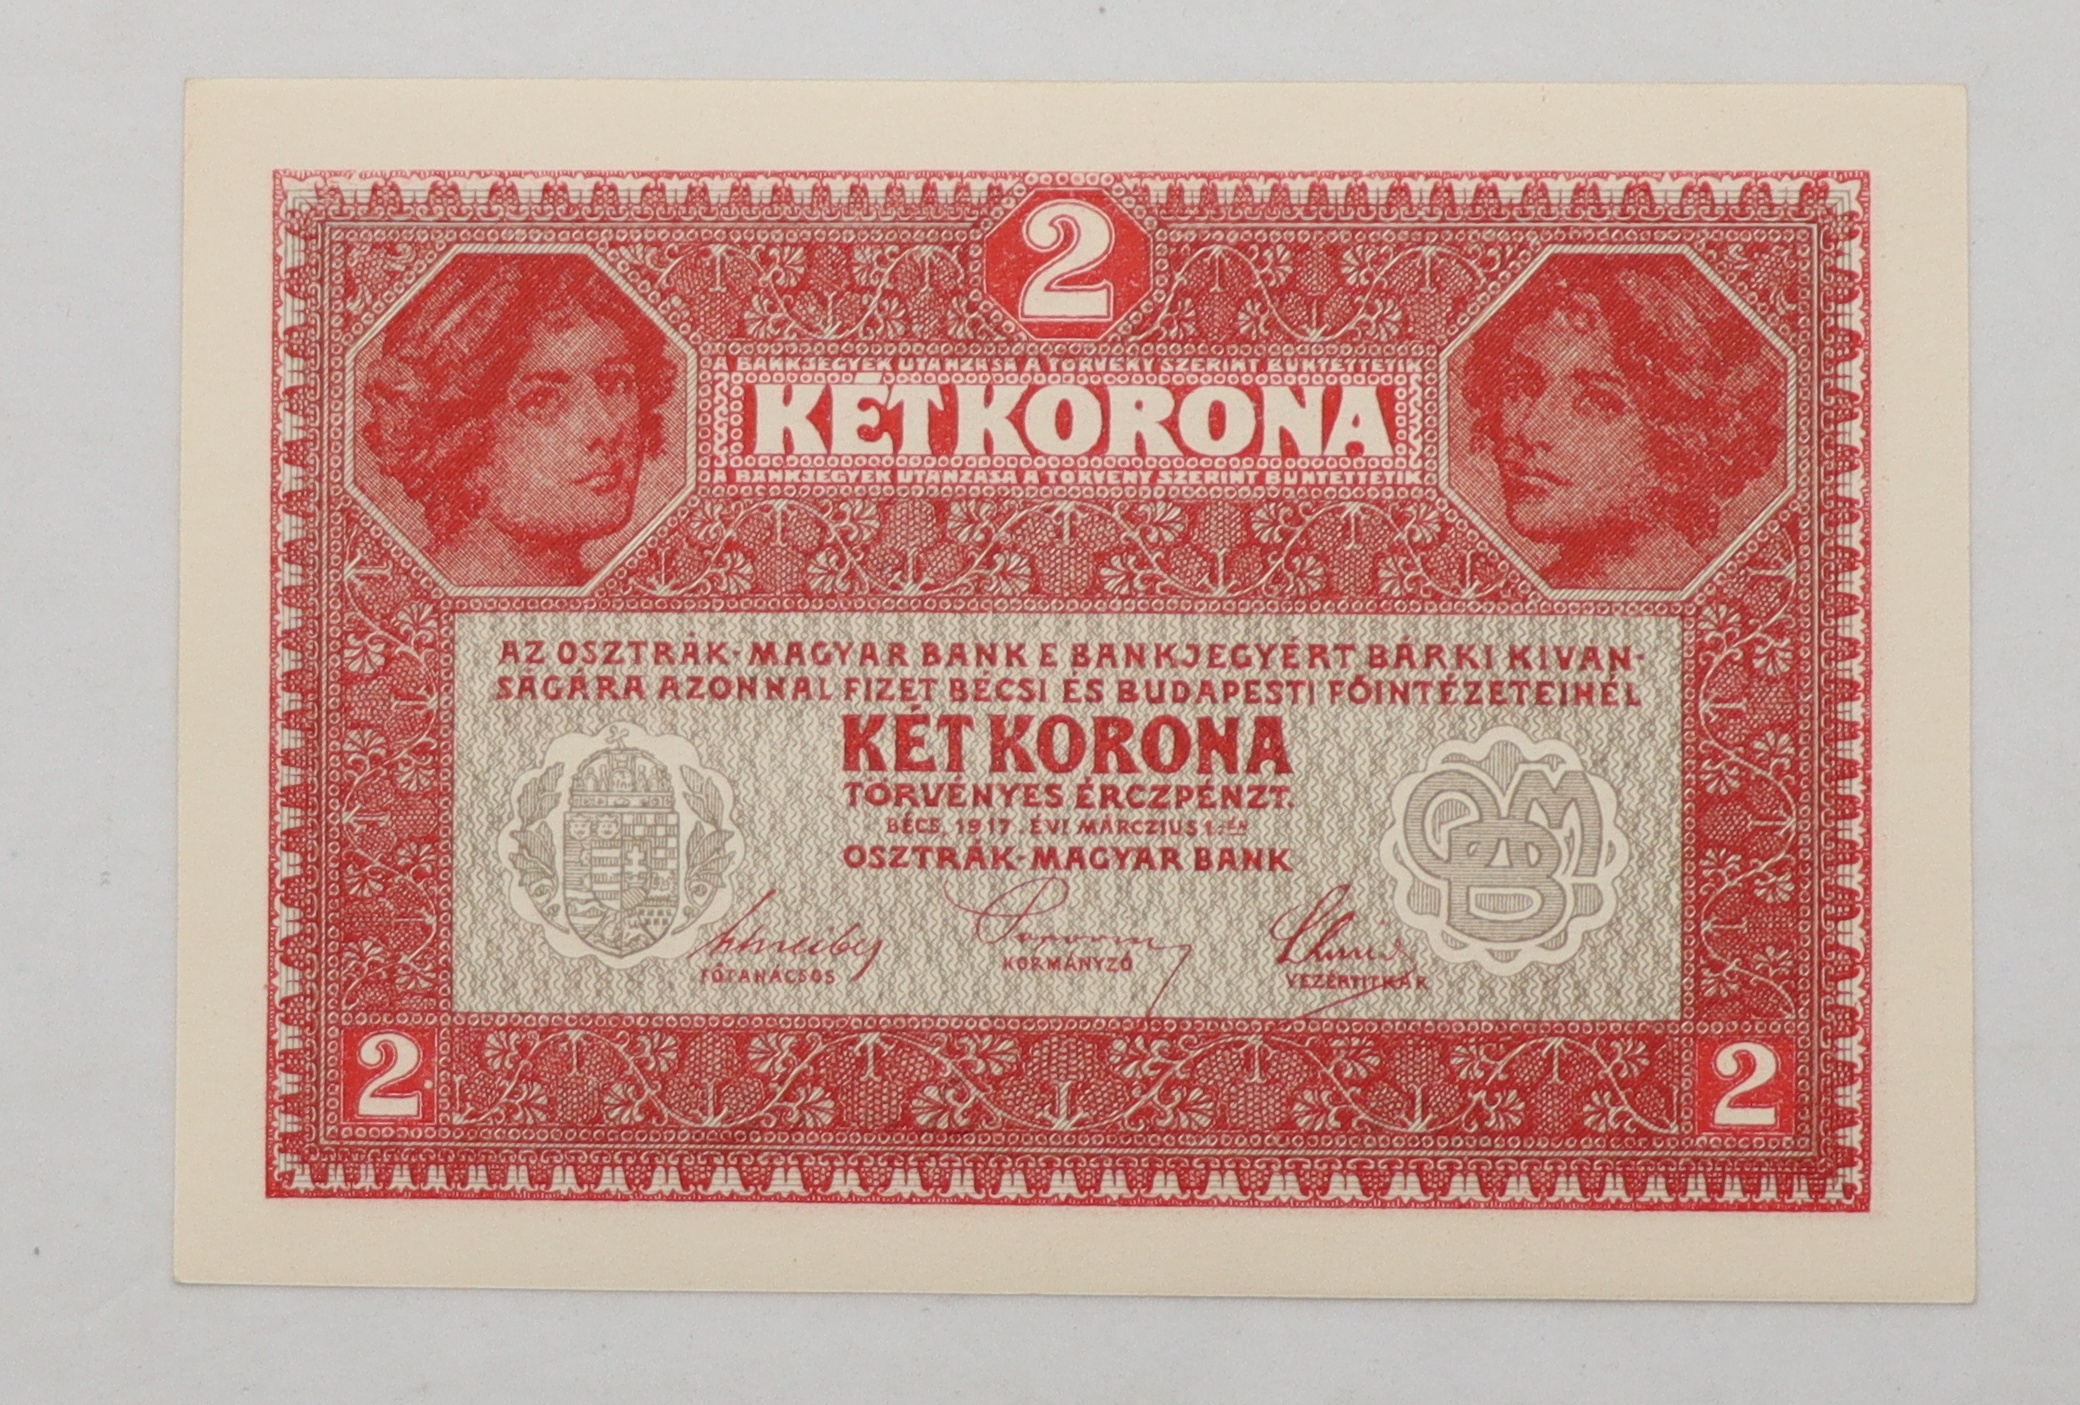 2
A BANKJEGYEK UTÁNZÁSA A TÖRVÉNY SZERINT BÜNTETTETIK
KÉT KORONA
A BANKJEGYEK UTÁNZÁSA A TÖRVÉNY SZERINT BÜNTETTETIK
AZ OSZTRÁK-MAGYAR BANK E BANKJEGYÉRT BÁRKI KIVÁN-
SÁGÁRA AZONNAL FIZET BÉCSI ÉS BUDAPESTI FŐINTÉZETEINÉL
KÉT KORONA
TÖRVÉNYES ÉRCZPÉNZT.
BÉCS, 1917. ÉVI MÁRCZIUS 1-ÉN
OSZTRÁK-MAGYAR BANK
FŐTANÁCSOS
KORMÁNYZÓ
VEZÉRTITKÁR
2
2